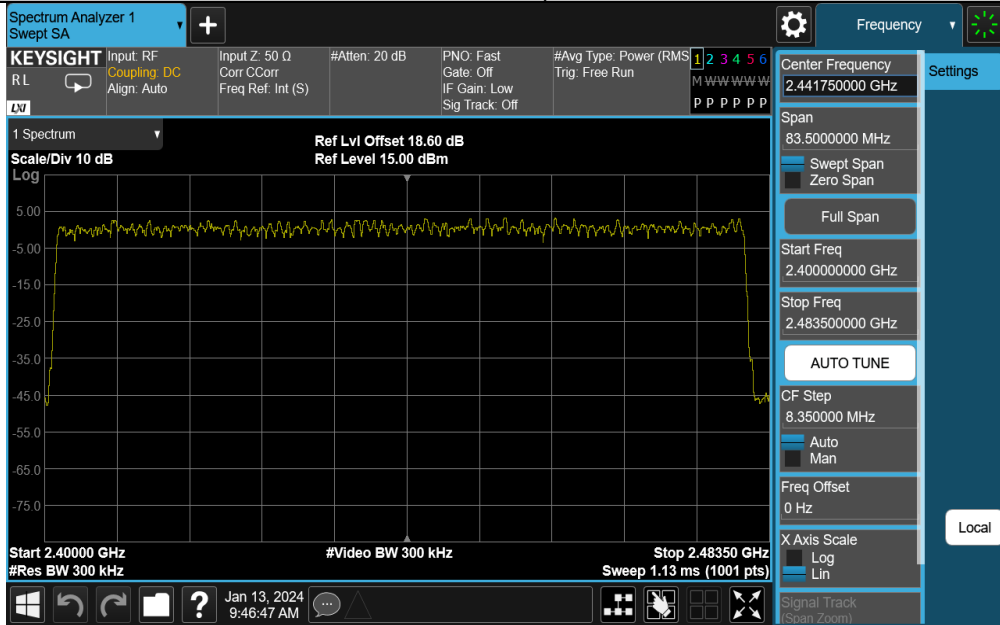 Spectrum Analyzer 1
Swept SA
Frequency
KEYSIGHT
RL
LXI
Input: RF
Coupling: DC
Align: Auto
Input Z: 50 Ω
Corr CCorr
Freq Ref: Int (S)
#Atten: 20 dB
PNO: Fast
Gate: Off
IF Gain: Low
Sig Track: Off
#Avg Type: Power (RMS
Trig: Free Run
1 2 3 4 5 6
M W W W W W
P P P P P P
Center Frequency
2.441750000 GHz
Settings
Span
83.5000000 MHz
Swept Span
Zero Span
Full Span
Start Freq
2.400000000 GHz
Stop Freq
2.483500000 GHz
AUTO TUNE
CF Step
8.350000 MHz
Auto
Man
Freq Offset
0 Hz
X Axis Scale
Log
Lin
Signal Track
(Span Zoom)
Local
1 Spectrum
Scale/Div 10 dB
Log
Ref Lvl Offset 18.60 dB
Ref Level 15.00 dBm
5.00
-5.00
-15.0
-25.0
-35.0
-45.0
-55.0
-65.0
-75.0
Start 2.40000 GHz
#Res BW 300 kHz
#Video BW 300 kHz
Stop 2.48350 GHz
Sweep 1.13 ms (1001 pts)
?
Jan 13, 2024
9:46:47 AM